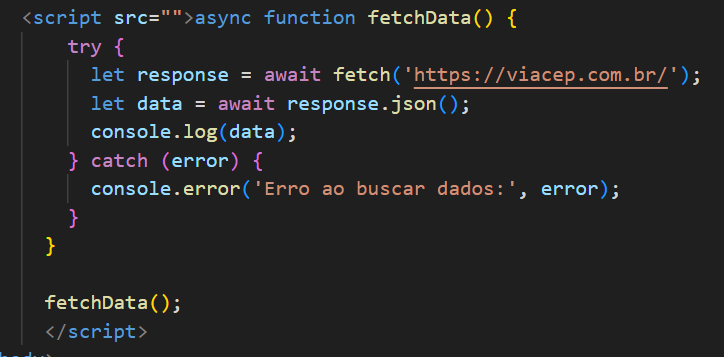 <script src="">async function fetchData() {
try {
let response = await fetch('https://viacep.com.br/');
let data = await response.json();
console.log(data);
} catch (error) {
console.error('Erro ao buscar dados:', error);
}
}
fetchData();
</script>